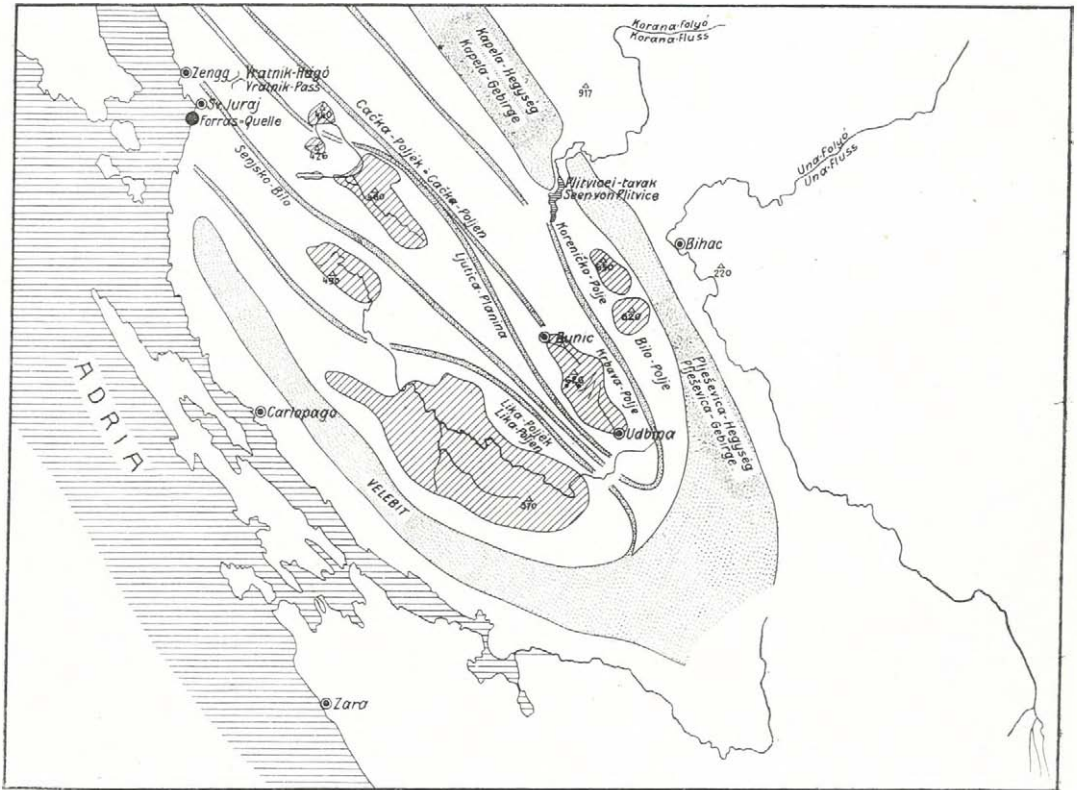 Korana-Folyó
Korana-Fluss
Kapela-Hegység
Kapela-Gebirge
917
Zengg
Vratnik-Hágó
Vratnik-Pass
Sv. Juraj
Forrás=Quelle
420
Cačka-Poljék=Cačka-Poljen
Senjsko-Bilo
Ljutica-Planina
490
Plitvicei-tavak
Seen von Plitvice
Una-Folyó
Una-Fluss
Bihac
220
Koreničko-Polje
620
Bilo-Polje
Bunic
Krbava-Polje
Udbina
Plješevica-Hegység
Plješevica-Gebirge
Lika-Poljék
Lika-Poljen
370
ADRIA
Carlopago
VELEBIT
Zara